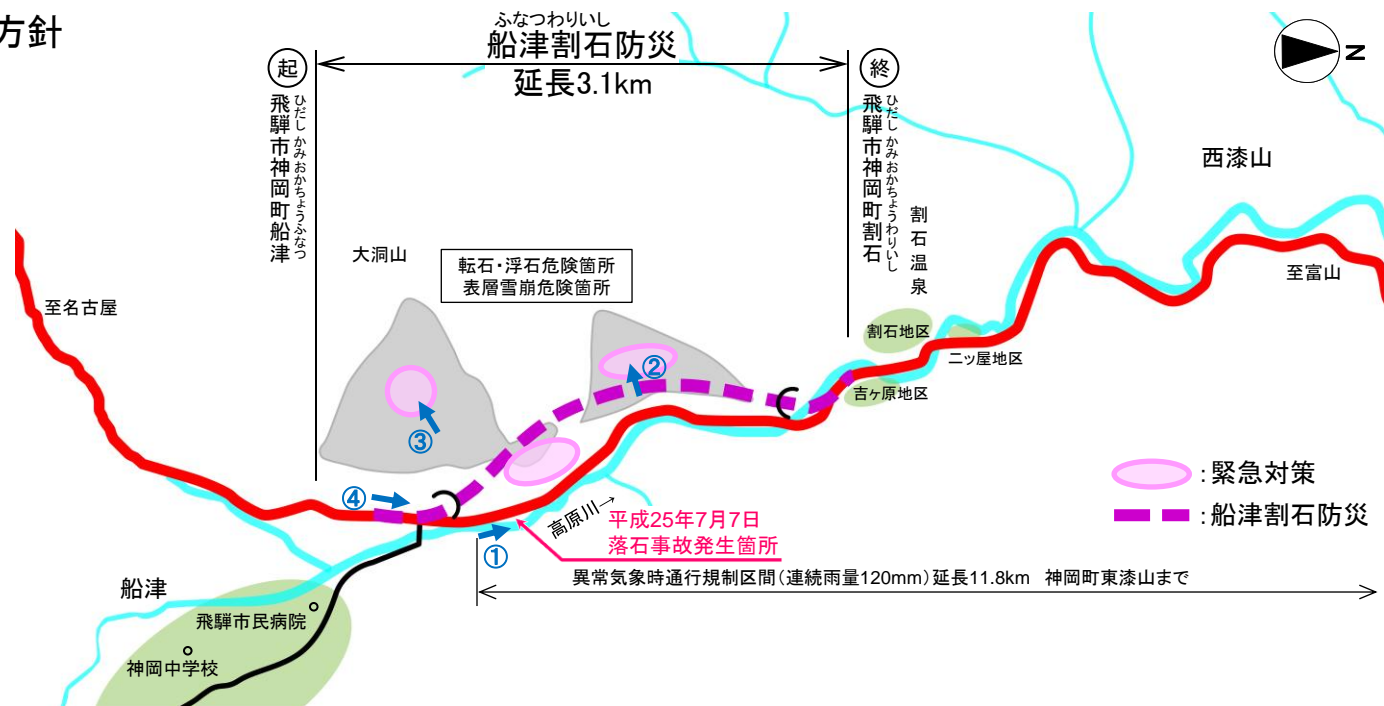 方針
ふなつわりいし
船津割石防災
延長3.1km
起
終
N
飛騨市神岡町船津
ひだし かみおかちょうふなつ
飛騨市神岡町割石
ひだし かみおかちょうわりいし
割石温泉
西漆山
大洞山
転石・浮石危険箇所
表層雪崩危険箇所
至名古屋
至富山
割石地区
二ッ屋地区
吉ヶ原地区
②
③
④
①
高原川→
平成25年7月7日
落石事故発生箇所
:緊急対策
:船津割石防災
異常気象時通行規制区間(連続雨量120mm)延長11.8km 神岡町東漆山まで
船津
飛騨市民病院
神岡中学校